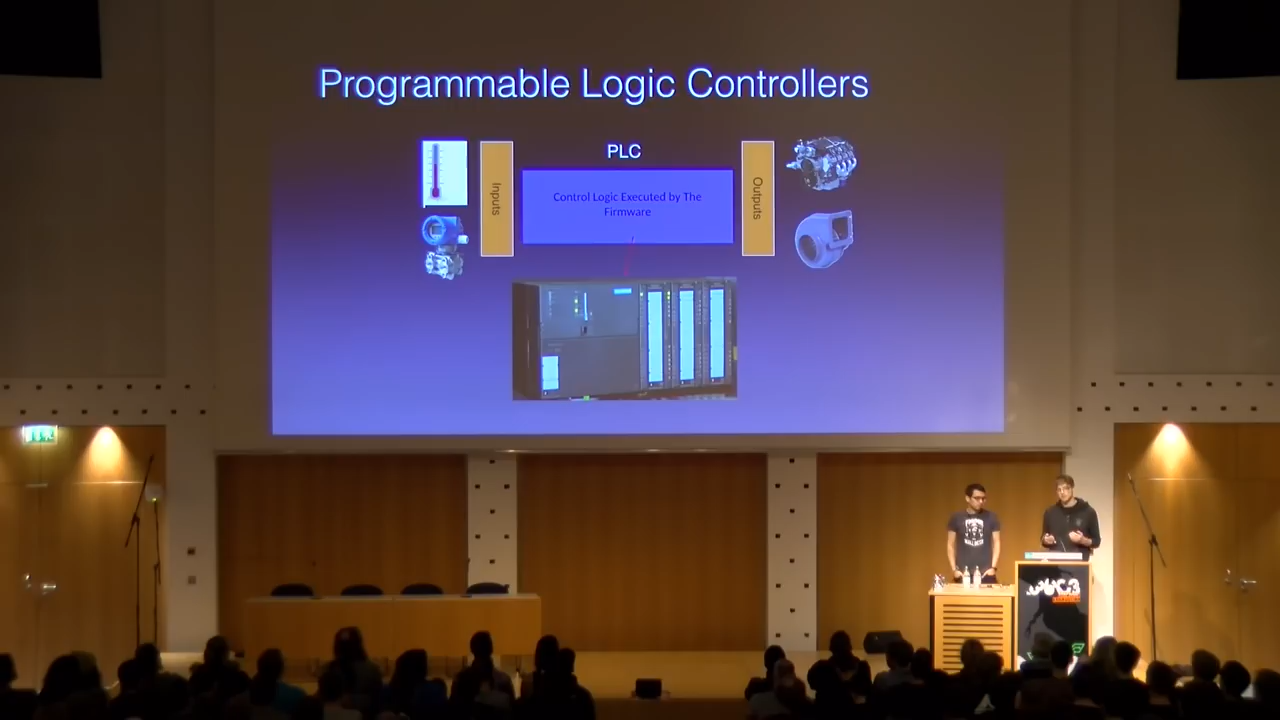 Programmable Logic Controllers
PLC
Inputs
Control Logic Executed by The
Firmware
Outputs